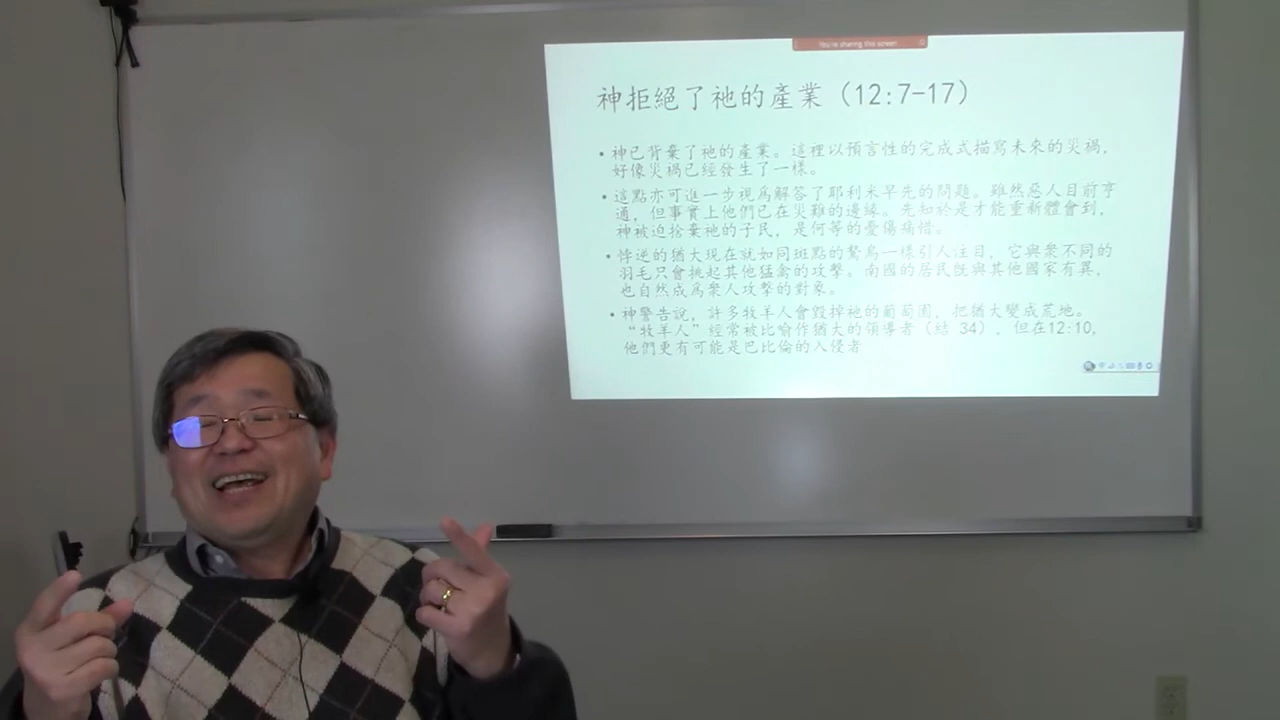 You're sharing this screen
神拒絕了祂的產業 (12:7-17)
• 神已背棄了祂的產業。這裡以預言性的完成式描寫未來的災禍,
好像災禍已經發生了一樣。
• 這點亦可進一步視爲解答了耶利米早先的問題。雖然惡人目前亨
通, 但事實上他們已在災難的邊緣。先知於是才能重新體會到,
神被迫捨棄祂的子民, 是何等的憂傷痛惜。
• 悖逆的猶大現在就如同斑點的鷙鳥一樣引人注目, 它與衆不同的
羽毛只會挑起其他猛禽的攻擊。南國的居民既與其他國家有異,
也自然成爲衆人攻擊的對象。
• 神警告說, 許多牧羊人會毀掉祂的葡萄園, 把猶大變成荒地。
“牧羊人”經常被比喻作猶大的領導者 (結 34), 但在12:10,
他們更有可能是巴比倫的入侵者